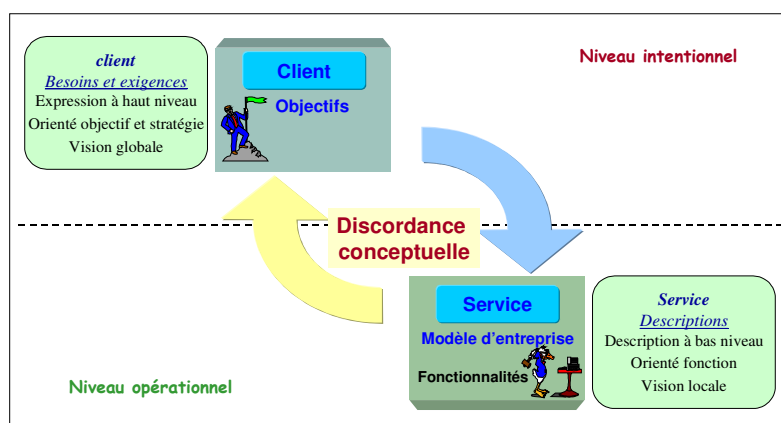 client
Besoins et exigences
Expression à haut niveau
Orienté objectif et stratégie
Vision globale
Client
Objectifs
Niveau intentionnel
Discordance
conceptuelle
Service
Modèle d'entreprise
Fonctionnalités
Service
Descriptions
Description à bas niveau
Orienté fonction
Vision locale
Niveau opérationnel